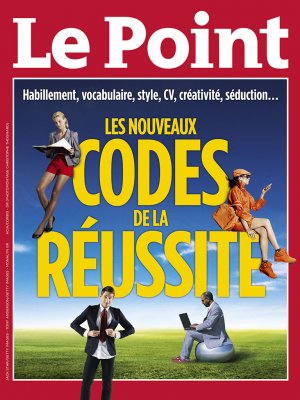 Le Point
Habillement, vocabulaire, style, CV, créativité, séduction...
LES NOUVEAUX
CODES
DE LA
RÉUSSITE